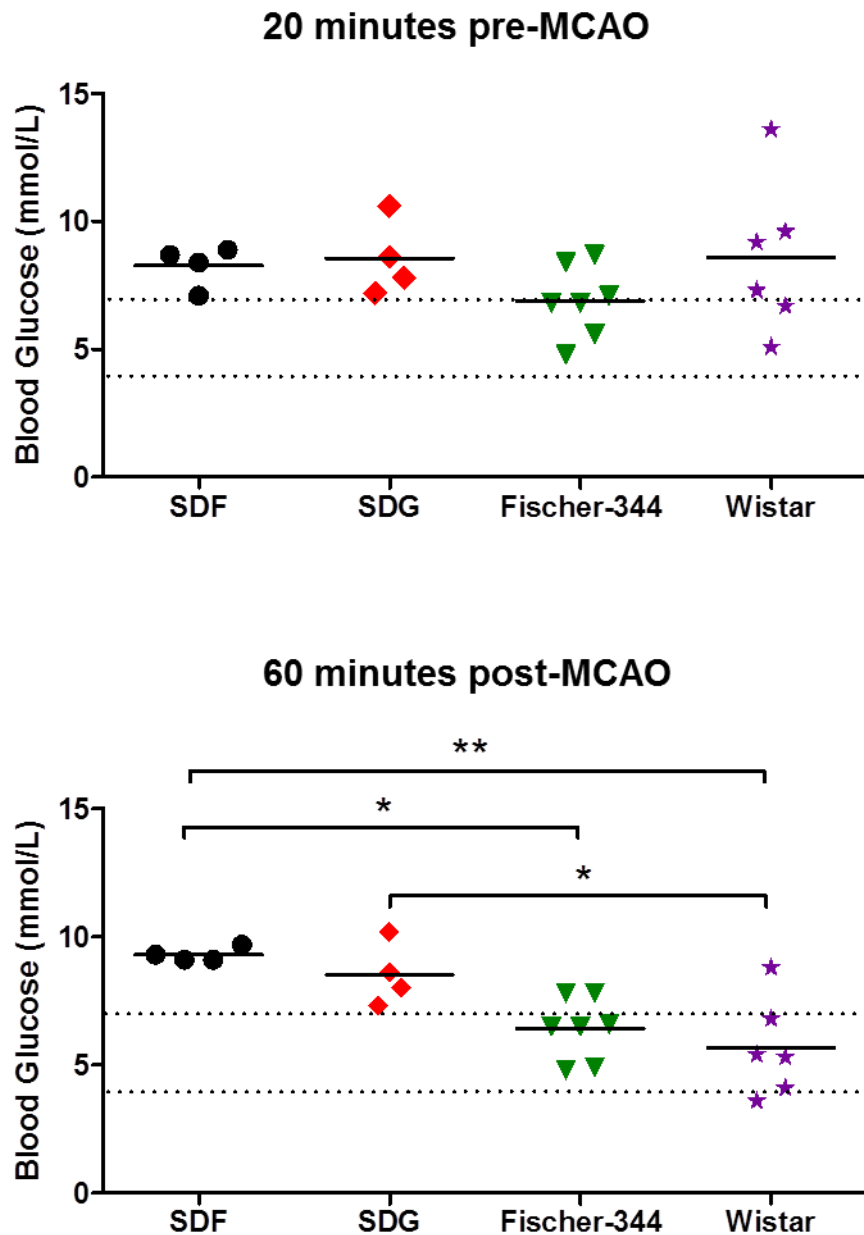 20 minutes pre-MCAO
Blood Glucose (mmol/L)
15
10
5
0
SDF SDG Fischer-344 Wistar
60 minutes post-MCAO
**
*
*
Blood Glucose (mmol/L)
15
10
5
0
SDF SDG Fischer-344 Wistar